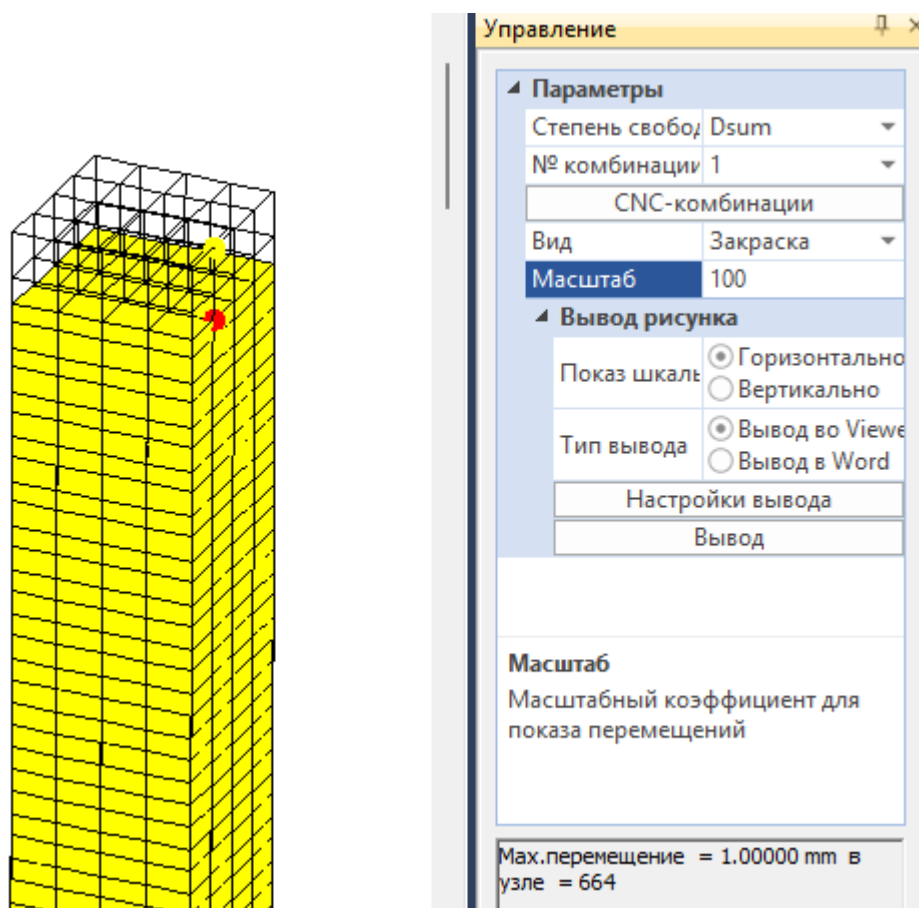 Управление
Параметры
Степень свобод Dsum
№ комбинации 1
CNC-комбинации
Вид Закраска
Масштаб 100
Вывод рисунка
Показ шкаль Горизонтально
Вертикально
Тип вывода Вывод во Viewe
Вывод в Word
Настройки вывода
Вывод
Масштаб
Масштабный коэффициент для
показа перемещений
Мах.перемещение = 1.00000 mm в
узле = 664